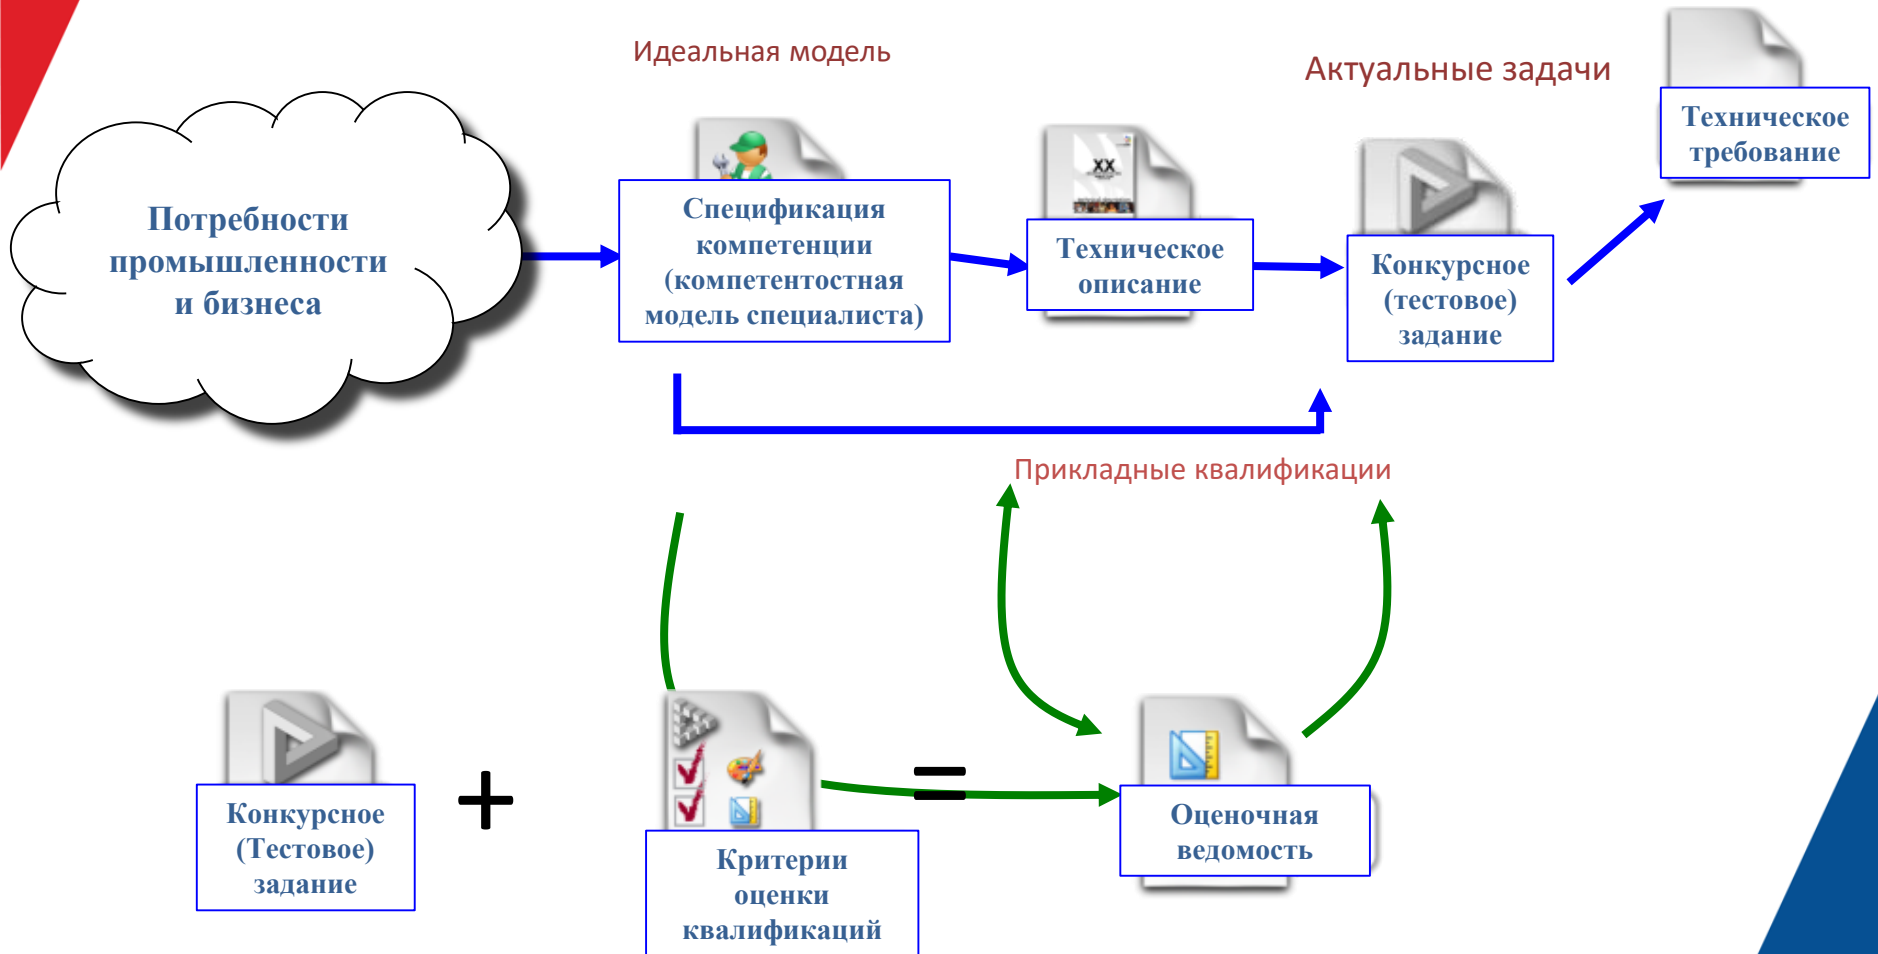 Идеальная модель
Актуальные задачи
Техническое
требование
Потребности
промышленности
и бизнеса
Спецификация
компетенции
(компетентостная
модель специалиста)
XX
Техническое
описание
Конкурсное
(тестовое)
задание
Прикладные квалификации
Конкурсное
(Тестовое)
задание
+
Критерии
оценки
квалификаций
=
Оценочная
ведомость